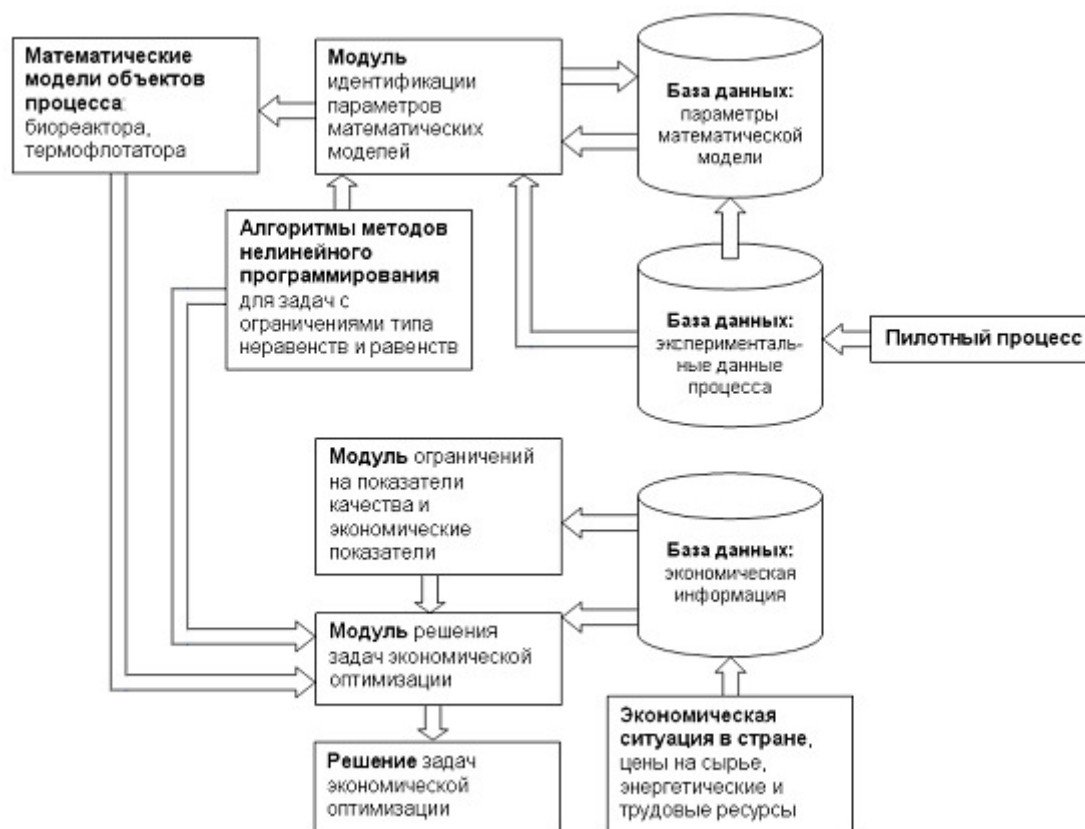 Математические
модели объектов
процесса:
биореактора,
термофлотатора
Модуль
идентификации
параметров
математических
моделей
База данных:
параметры
математической
модели
Алгоритмы методов
нелинейного
программирования
для задач с
ограничениями типа
неравенств и равенств
База данных:
эксперименталь-
ные данные
процесса
Пилотный процесс
Модуль ограничений
на показатели
качества и
экономические
показатели
База данных:
экономическая
информация
Модуль решения
задач экономической
оптимизации
Решение задач
экономической
оптимизации
Экономическая
ситуация в стране,
цены на сырье,
энергетические и
трудовые ресурсы